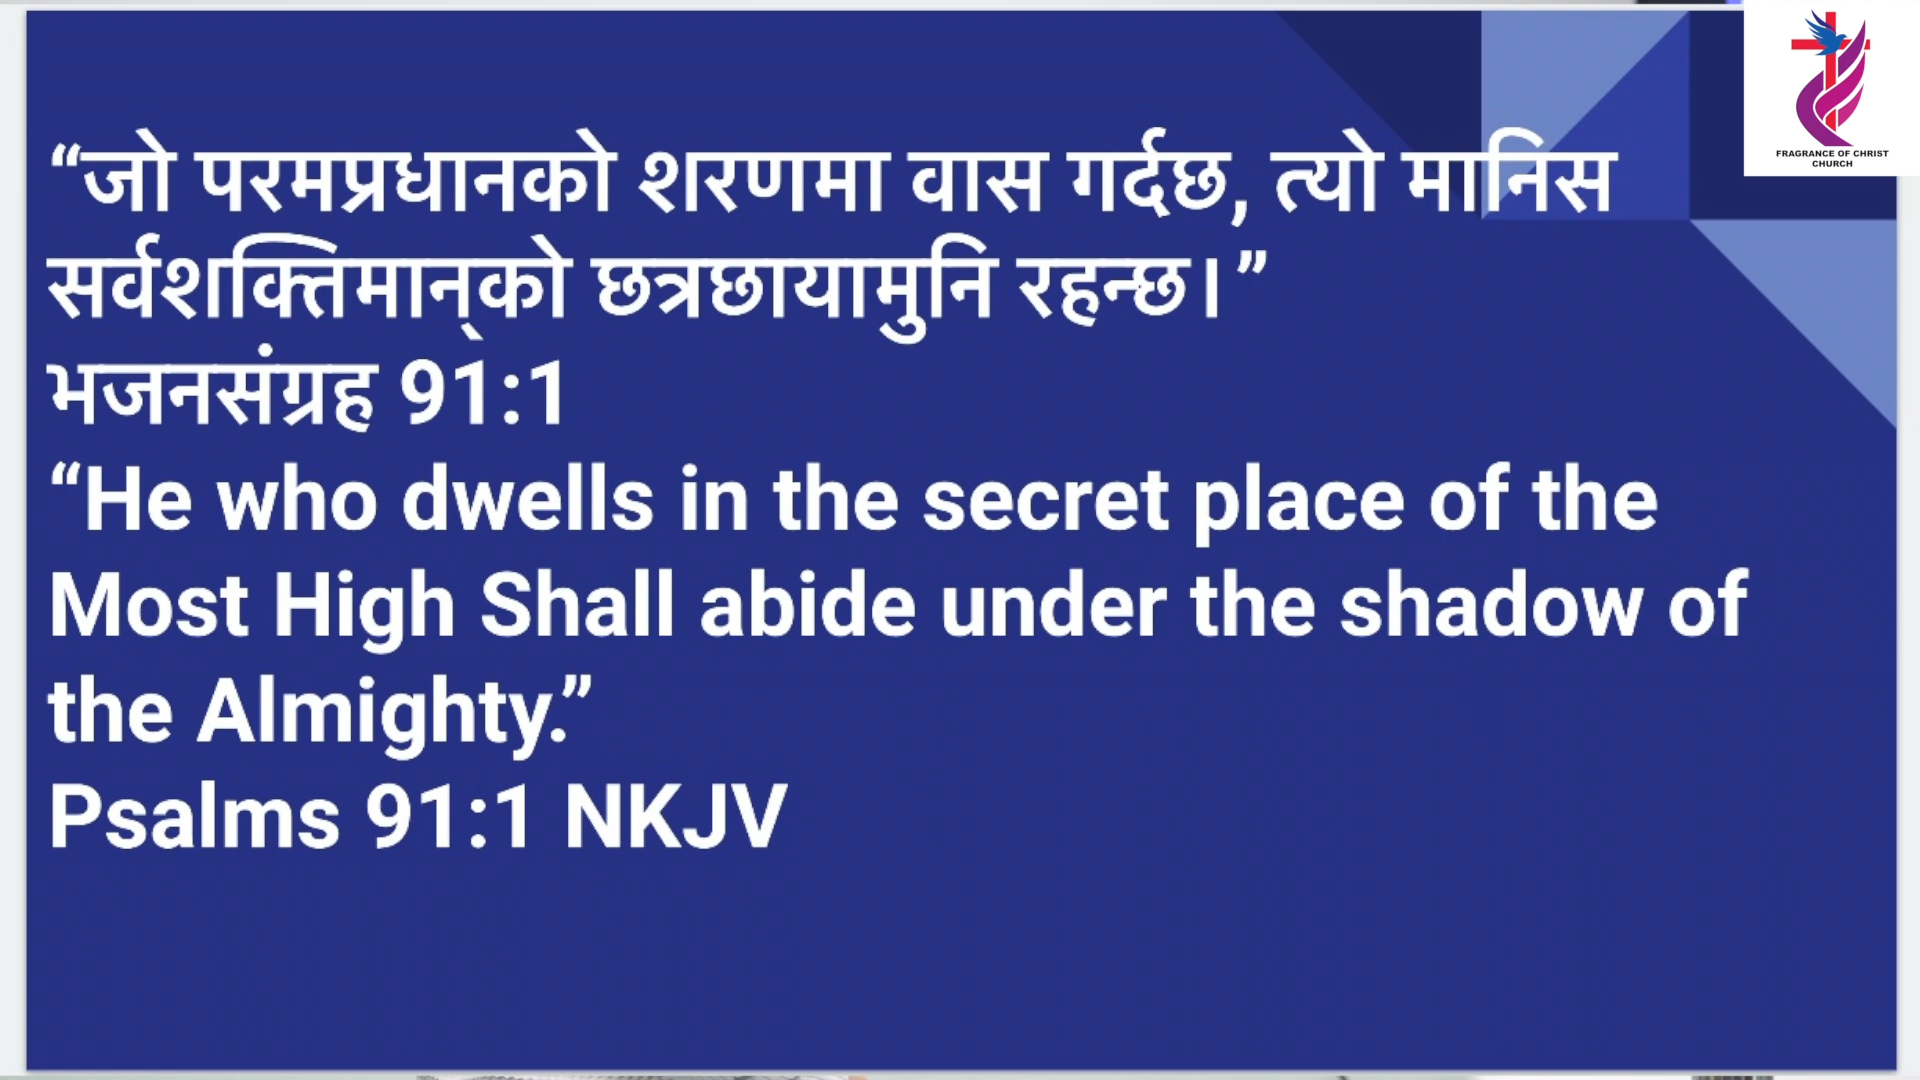 “जो परमप्रधानको शरणमा वास गर्दछ, त्यो मानिस
सर्वशक्तिमान्‌को छत्रछायामुनि रहन्छ।”
भजनसंग्रह 91:1
“He who dwells in the secret place of the
Most High Shall abide under the shadow of
the Almighty.”
Psalms 91:1 NKJV
FRAGRANCE OF CHRIST
CHURCH